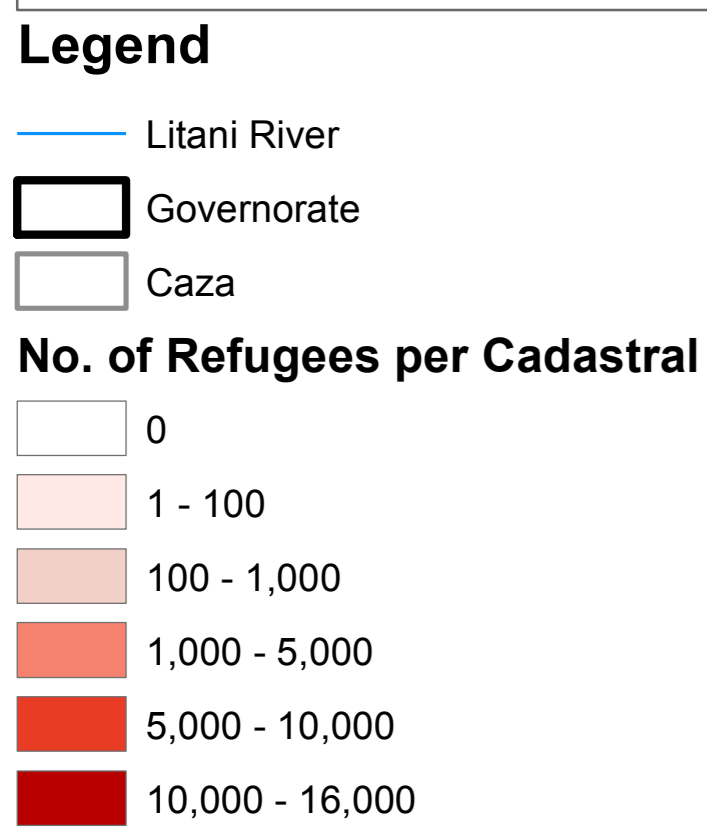 Legend
Litani River
Governorate
Caza
No. of Refugees per Cadastral
0
1 - 100
100 - 1,000
1,000 - 5,000
5,000 - 10,000
10,000 - 16,000